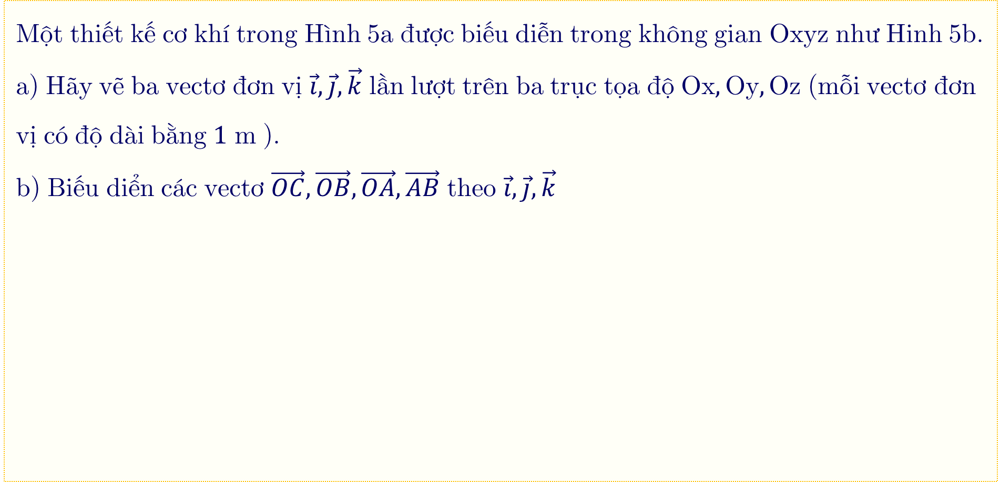 Một thiết kế cơ khí trong Hình 5a được biếu diễn trong không gian Oxyz như Hinh 5b.
a) Hãy vẽ ba vectơ đơn vị \vec{i}, \vec{j}, \vec{k} lần lượt trên ba trục tọa độ Ox, Oy, Oz (mỗi vectơ đơn
vị có độ dài bằng 1 m ).
b) Biếu diển các vectơ \overrightarrow{OC}, \overrightarrow{OB}, \overrightarrow{OA}, \overrightarrow{AB} theo \vec{i}, \vec{j}, \vec{k}